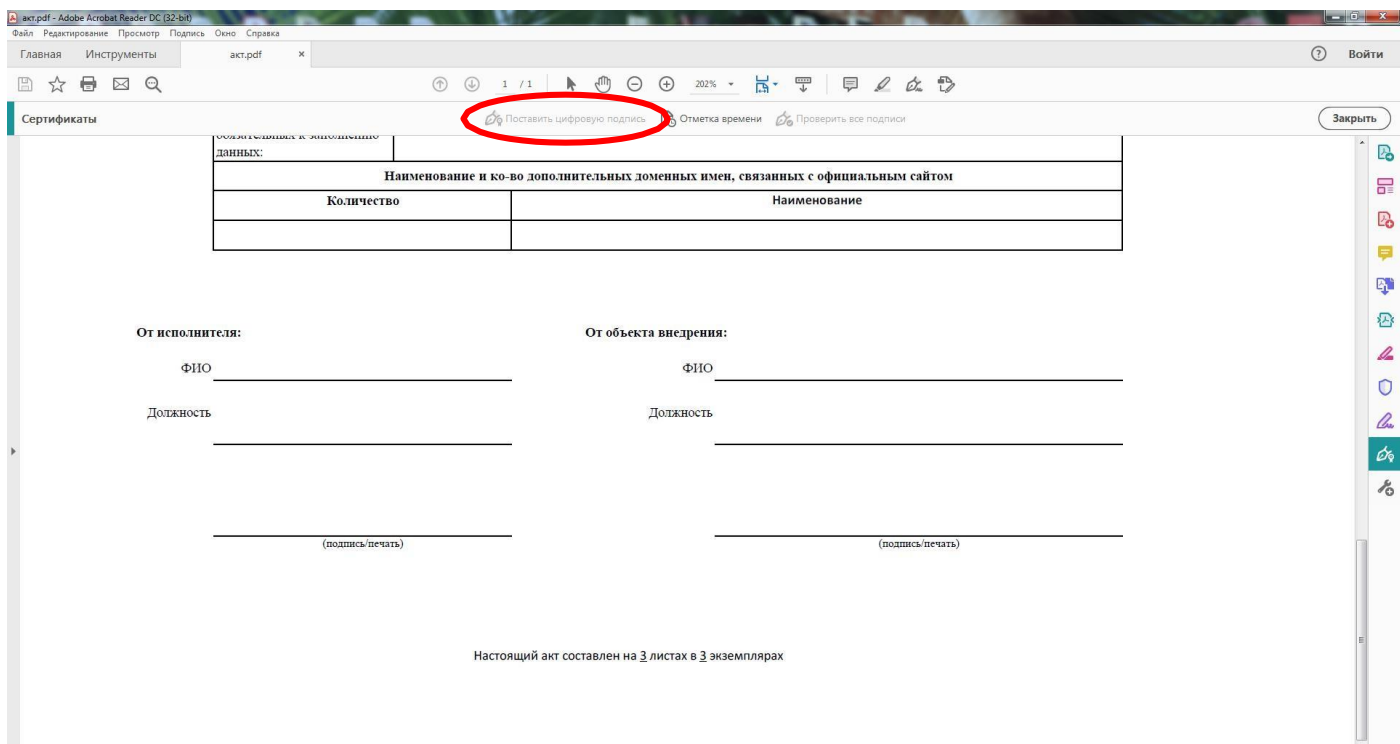 акт.pdf - Adobe Acrobat Reader DC (32-bit)
Файл Редактирование Просмотр Подпись Окно Справка
Главная Инструменты акт.pdf × ? Войти
1 / 1 202%
Сертификаты Поставить цифровую подпись Отметка времени Проверить все подписи Закрыть
обязательных к заполнению
данных:
Наименование и ко-во дополнительных доменных имен, связанных с официальным сайтом
Количество Наименование
От исполнителя: От объекта внедрения:
ФИО ФИО
Должность Должность
(подпись/печать) (подпись/печать)
Настоящий акт составлен на 3 листах в 3 экземплярах